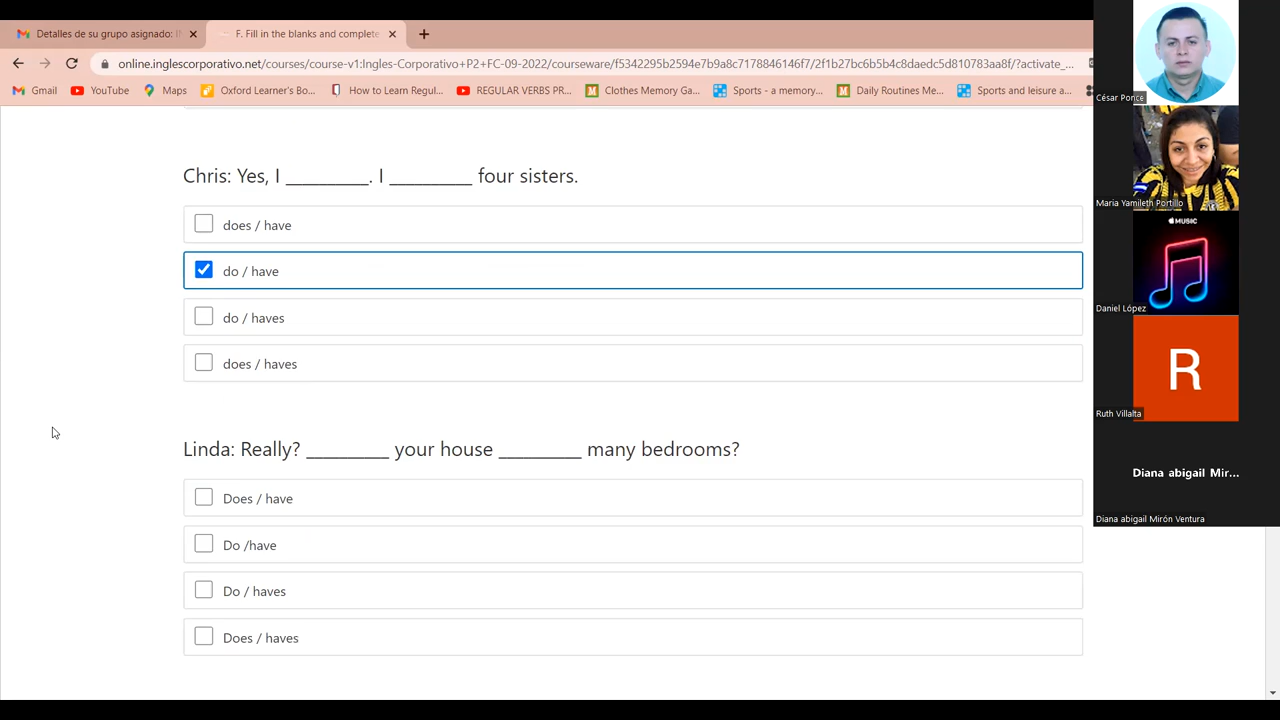 Detalles de su grupo asignado: I
F. Fill in the blanks and complete
online.inglescorporativo.net/courses/course-v1:Ingles-Corporativo+P2-FC-09-2022/courseware/f5342295b2594e7b9a8c7178846146f7/2f1b27bc6b5b4c8daedc5d810783aa8f/?activate_...
Gmail
YouTube
Maps
Oxford Learner's Bo...
How to Learn Regul...
REGULAR VERBS PR...
Clothes Memory Ga...
Sports - a memory...
Daily Routines Me...
Sports and leisure a...
Chris: Yes, I _________. I _________ four sisters.
does / have
do / have
do / haves
does / haves
Linda: Really? _________ your house _________ many bedrooms?
Does / have
Do /have
Do / haves
Does / haves
César Ponce
Maria Yamileth Portillo
MUSIC
Daniel López
R
Ruth Villalta
Diana abigail Mir...
Diana abigail Mirón Ventura